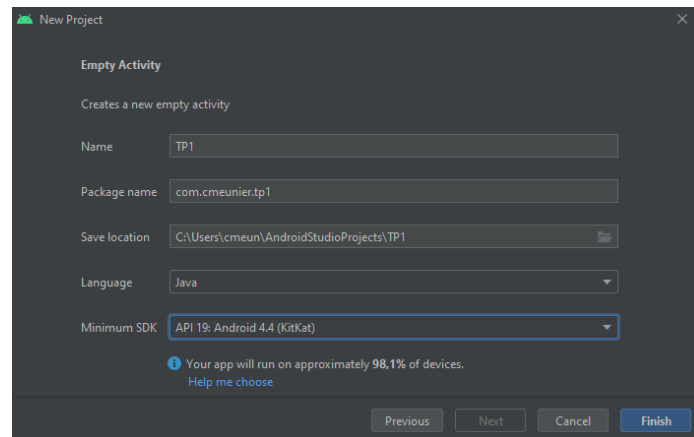 New Project
Empty Activity
Creates a new empty activity
Name TP1
Package name com.cmeunier.tp1
Save location C:\Users\cmeun\AndroidStudioProjects\TP1
Language Java
Minimum SDK API 19: Android 4.4 (KitKat)
Your app will run on approximately 98,1% of devices.
Help me choose
Previous Next Cancel Finish